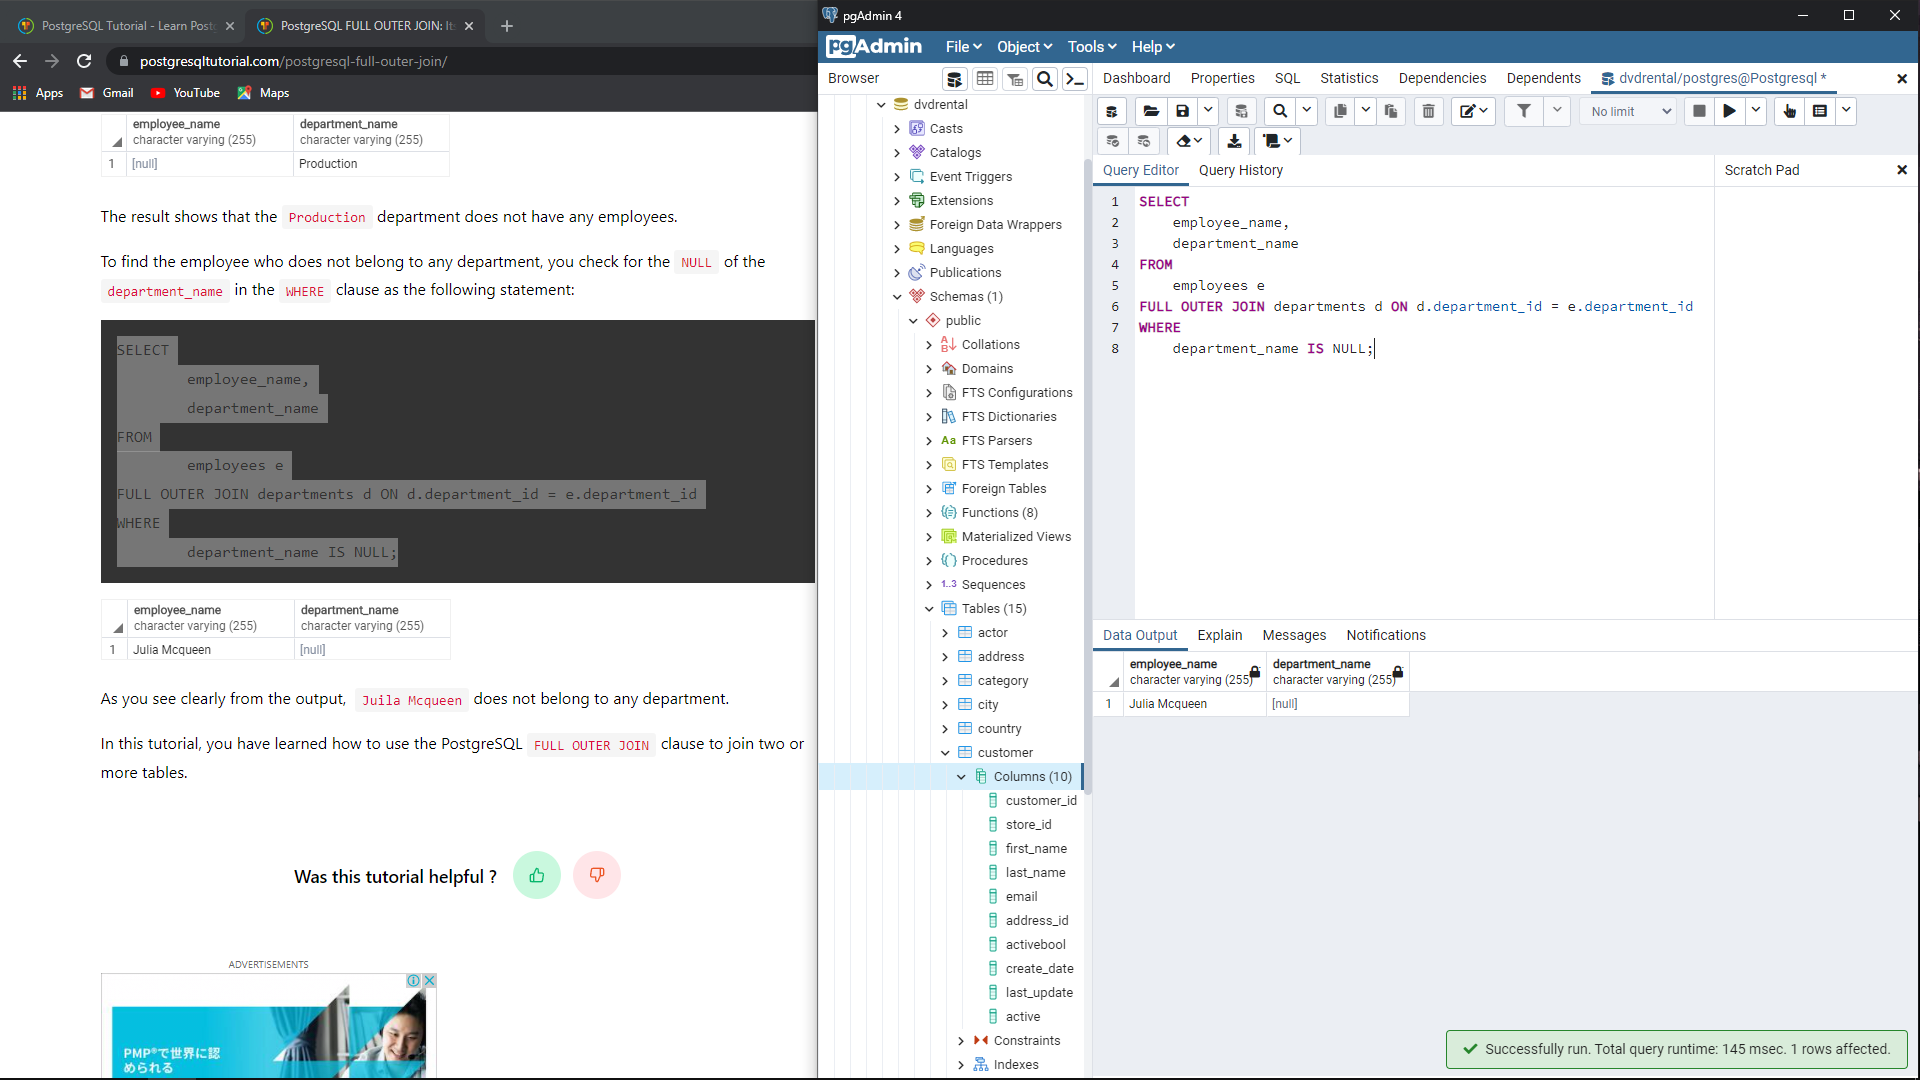 PostgreSQL Tutorial - Learn Post
PostgreSQL FULL OUTER JOIN: It
postgresqltutorial.com/postgresql-full-outer-join/
Apps
Gmail
YouTube
Maps
employee_name
character varying (255)
department_name
character varying (255)
1
[null]
Production
The result shows that the Production department does not have any employees.
To find the employee who does not belong to any department, you check for the NULL of the
department_name in the WHERE clause as the following statement:
SELECT
employee_name,
department_name
FROM
employees e
FULL OUTER JOIN departments d ON d.department_id = e.department_id
WHERE
department_name IS NULL;
employee_name
character varying (255)
department_name
character varying (255)
1
Julia Mcqueen
[null]
As you see clearly from the output, Juila Mcqueen does not belong to any department.
In this tutorial, you have learned how to use the PostgreSQL FULL OUTER JOIN clause to join two or
more tables.
Was this tutorial helpful ?
ADVERTISEMENTS
PMP®で世界に認
められる
pgAdmin 4
pgAdmin
File
Object
Tools
Help
Browser
dvdrental
Casts
Catalogs
Event Triggers
Extensions
Foreign Data Wrappers
Languages
Publications
Schemas (1)
public
Collations
Domains
FTS Configurations
FTS Dictionaries
Aa FTS Parsers
FTS Templates
Foreign Tables
Functions (8)
Materialized Views
Procedures
1..3 Sequences
Tables (15)
actor
address
category
city
country
customer
Columns (10)
customer_id
store_id
first_name
last_name
email
address_id
activebool
create_date
last_update
active
Constraints
Indexes
Dashboard
Properties
SQL
Statistics
Dependencies
Dependents
dvdrental/postgres@Postgresql *
No limit
Query Editor
Query History
Scratch Pad
1 SELECT
2 employee_name,
3 department_name
4 FROM
5 employees e
6 FULL OUTER JOIN departments d ON d.department_id = e.department_id
7 WHERE
8 department_name IS NULL;
Data Output
Explain
Messages
Notifications
employee_name
character varying (255)
department_name
character varying (255)
1
Julia Mcqueen
[null]
Successfully run. Total query runtime: 145 msec. 1 rows affected.